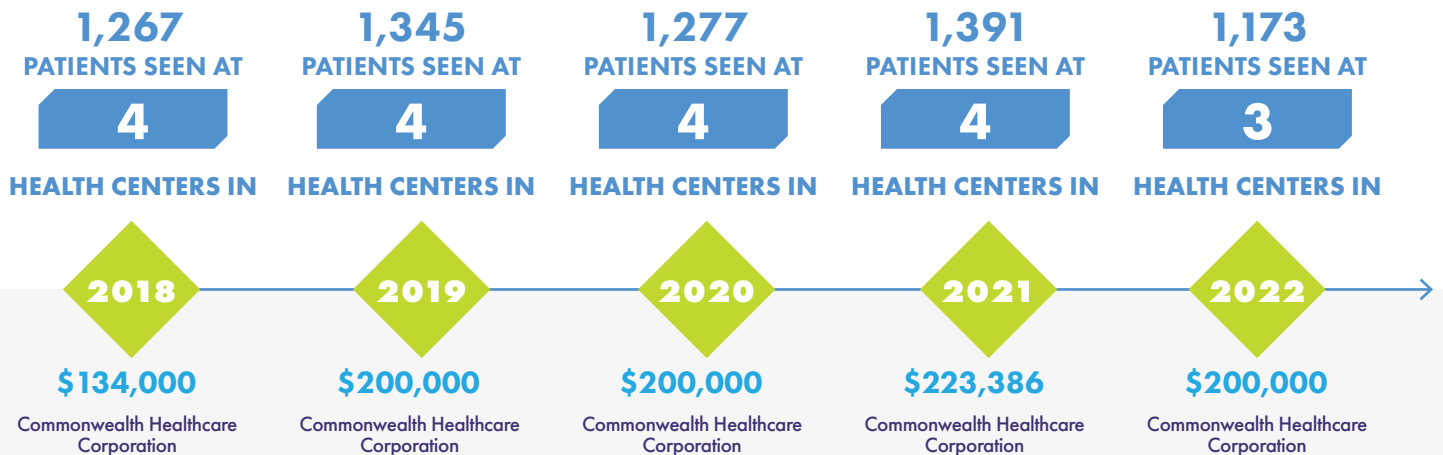 1,267
PATIENTS SEEN AT
4
HEALTH CENTERS IN
2018
$134,000
Commonwealth Healthcare
Corporation
1,345
PATIENTS SEEN AT
4
HEALTH CENTERS IN
2019
$200,000
Commonwealth Healthcare
Corporation
1,277
PATIENTS SEEN AT
4
HEALTH CENTERS IN
2020
$200,000
Commonwealth Healthcare
Corporation
1,391
PATIENTS SEEN AT
4
HEALTH CENTERS IN
2021
$223,386
Commonwealth Healthcare
Corporation
1,173
PATIENTS SEEN AT
3
HEALTH CENTERS IN
2022
$200,000
Commonwealth Healthcare
Corporation